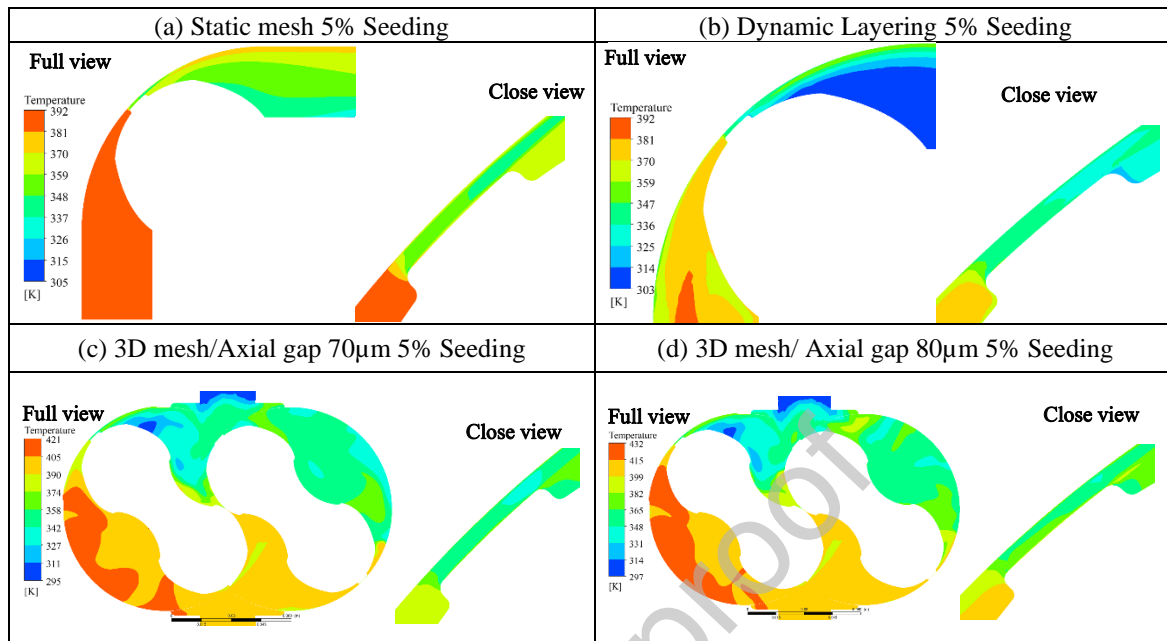 (a) Static mesh 5% Seeding
(b) Dynamic Layering 5% Seeding
Full view
Close view
Temperature
392
381
370
359
348
337
326
315
305
[K]
Full view
Close view
Temperature
392
381
370
359
347
336
325
314
303
[K]
(c) 3D mesh/Axial gap 70µm 5% Seeding
(d) 3D mesh/ Axial gap 80µm 5% Seeding
Full view
Close view
Temperature
421
405
390
374
358
342
327
311
295
[K]
Full view
Close view
Temperature
432
415
399
382
365
348
331
314
297
[K]
proof